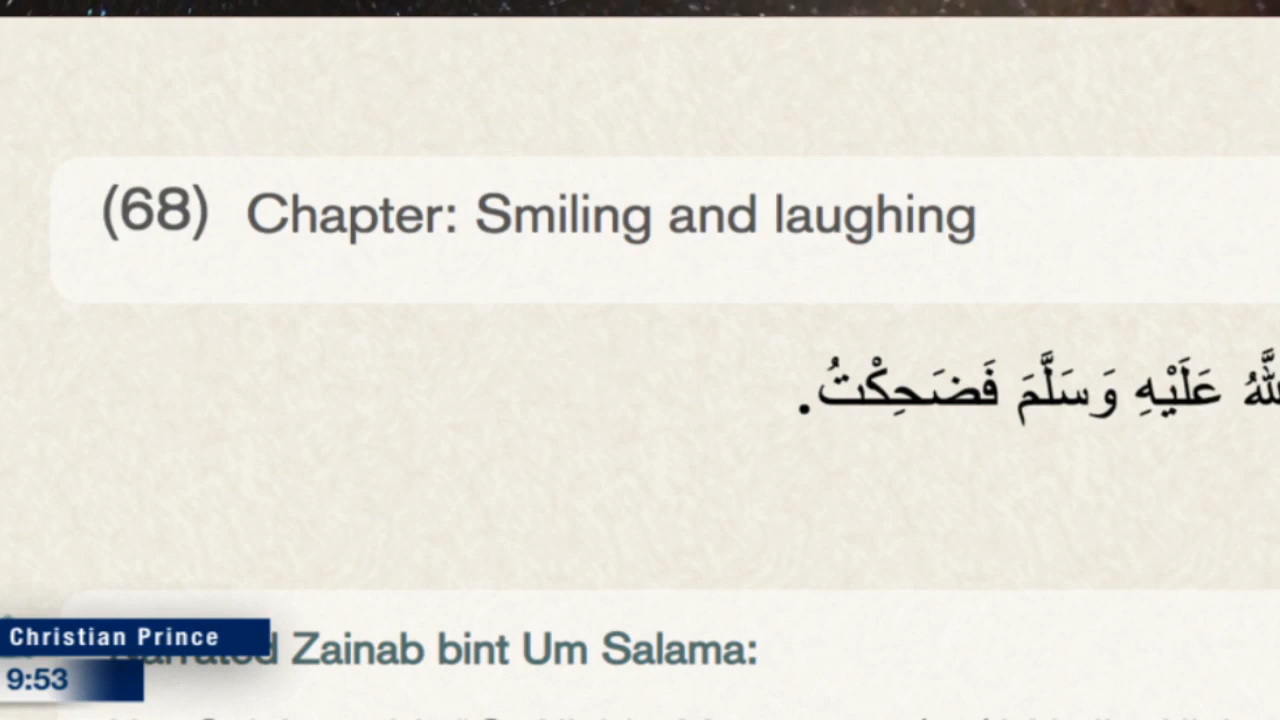 (68) Chapter: Smiling and laughing
عَلَيْهِ وَسَلَّمَ فَضَحِكْتُ.
Zainab bint Um Salama:
Christian Prince
9:53